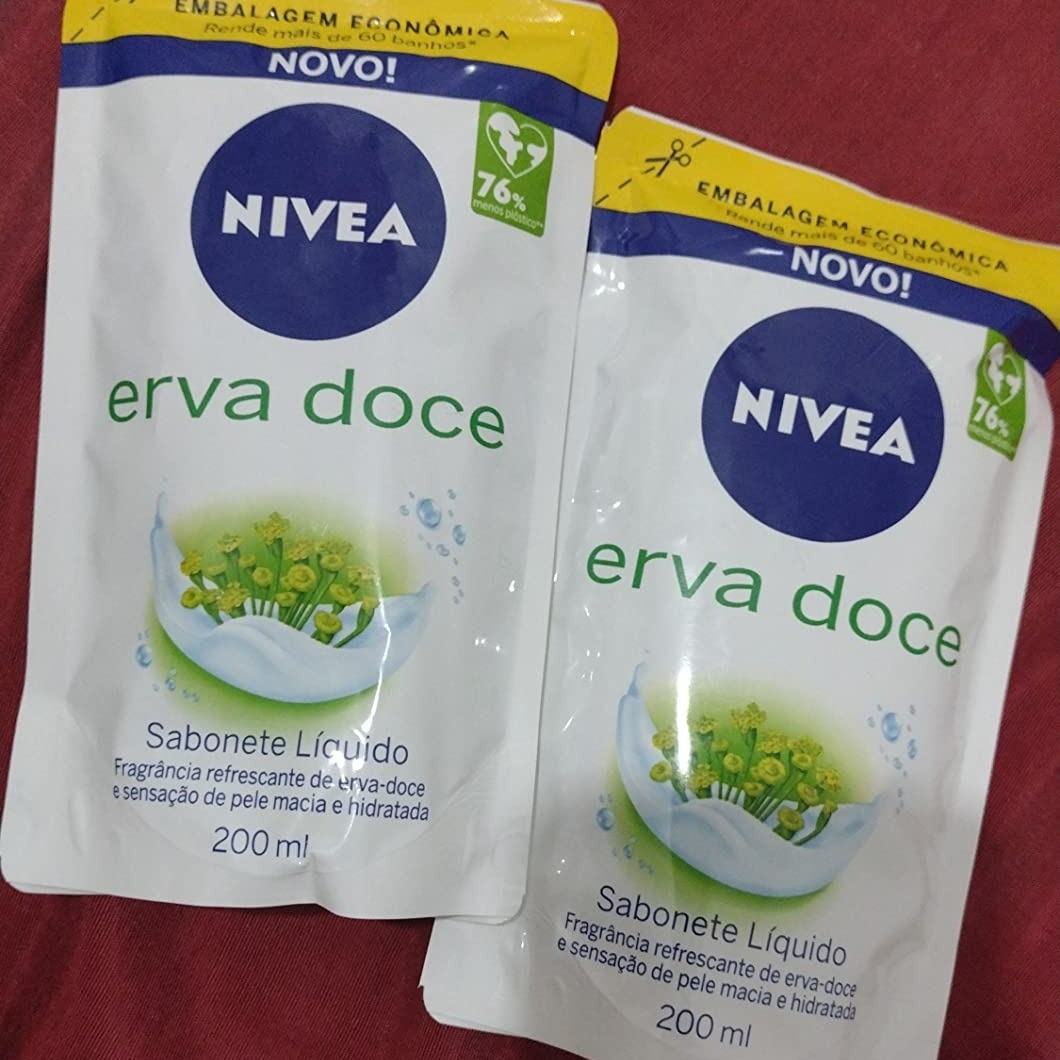 EMBALAGEM ECONÔMICA
Rende mais de 60 banhos*
NOVO!
NIVEA
76%
menos plástico**
erva doce
Sabonete Líquido
Fragrância refrescante de erva-doce
e sensação de pele macia e hidratada
200 ml
EMBALAGEM ECONÔMICA
Rende mais de 60 banhos*
NOVO!
NIVEA
76%
menos plástico
erva doce
Sabonete Líquido
Fragrância refrescante de erva-doce
e sensação de pele macia e hidratada
200 ml